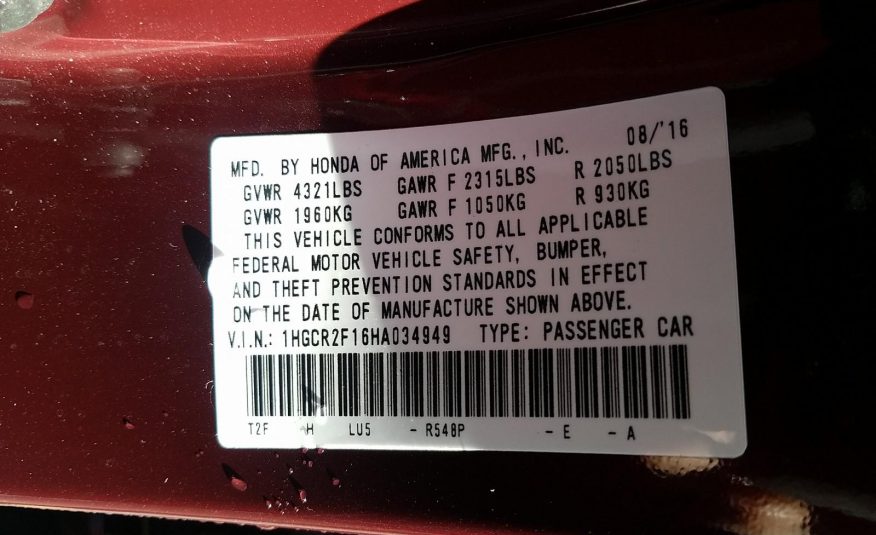 MFD. BY HONDA OF AMERICA MFG., INC. 08/'16
GVWR 4321LBS GAWR F 2315LBS R 2050LBS
GVWR 1960KG GAWR F 1050KG R 930KG
THIS VEHICLE CONFORMS TO ALL APPLICABLE
FEDERAL MOTOR VEHICLE SAFETY, BUMPER,
AND THEFT PREVENTION STANDARDS IN EFFECT
ON THE DATE OF MANUFACTURE SHOWN ABOVE.
V.I.N.: 1HGCR2F16HA034949 TYPE: PASSENGER CAR
T2F H LU5 - R548P - E - A